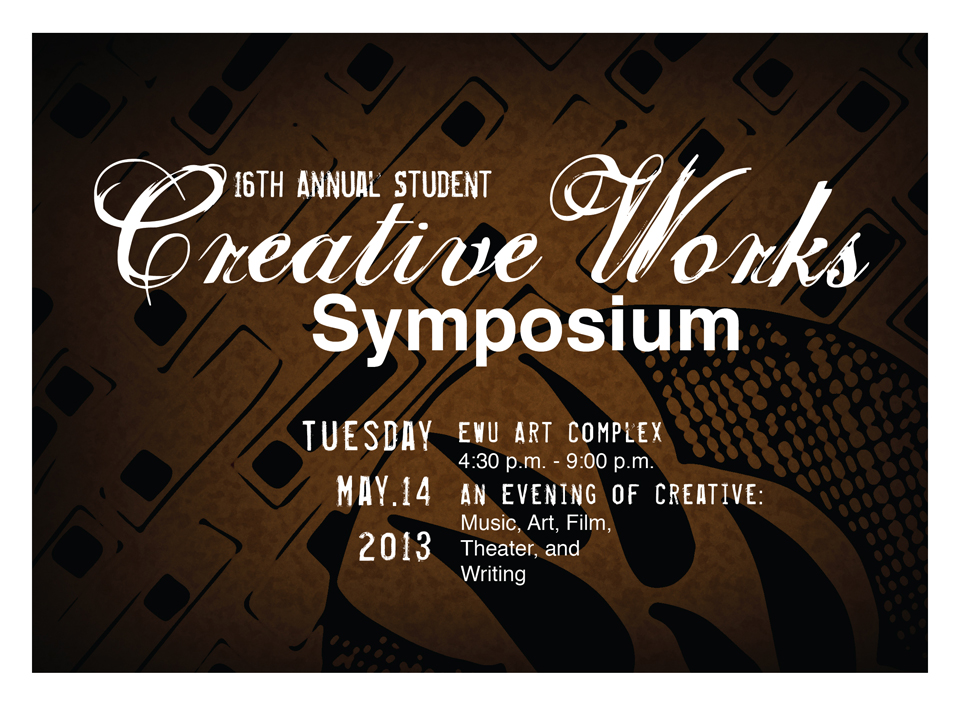 16TH ANNUAL STUDENT
Creative Works
Symposium
TUESDAY
MAY.14
2013
EWU ART COMPLEX
4:30 p.m. - 9:00 p.m.
AN EVENING OF CREATIVE:
Music, Art, Film,
Theater, and
Writing